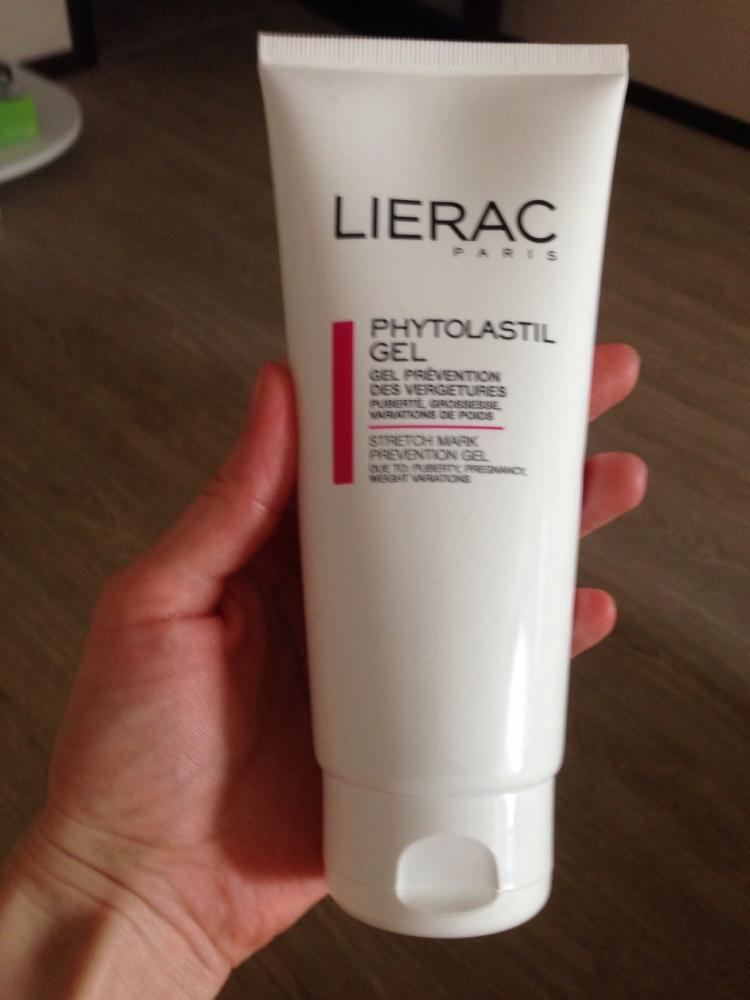 LIERAC
PARIS
PHYTOLASTIL
GEL
GEL PRÉVENTION
DES VERGETURES
PUBERTÉ, GROSSESSE,
VARIATIONS DE POIDS
STRETCH MARK
PREVENTION GEL
DUE TO: PUBERTY, PREGNANCY,
WEIGHT VARIATIONS